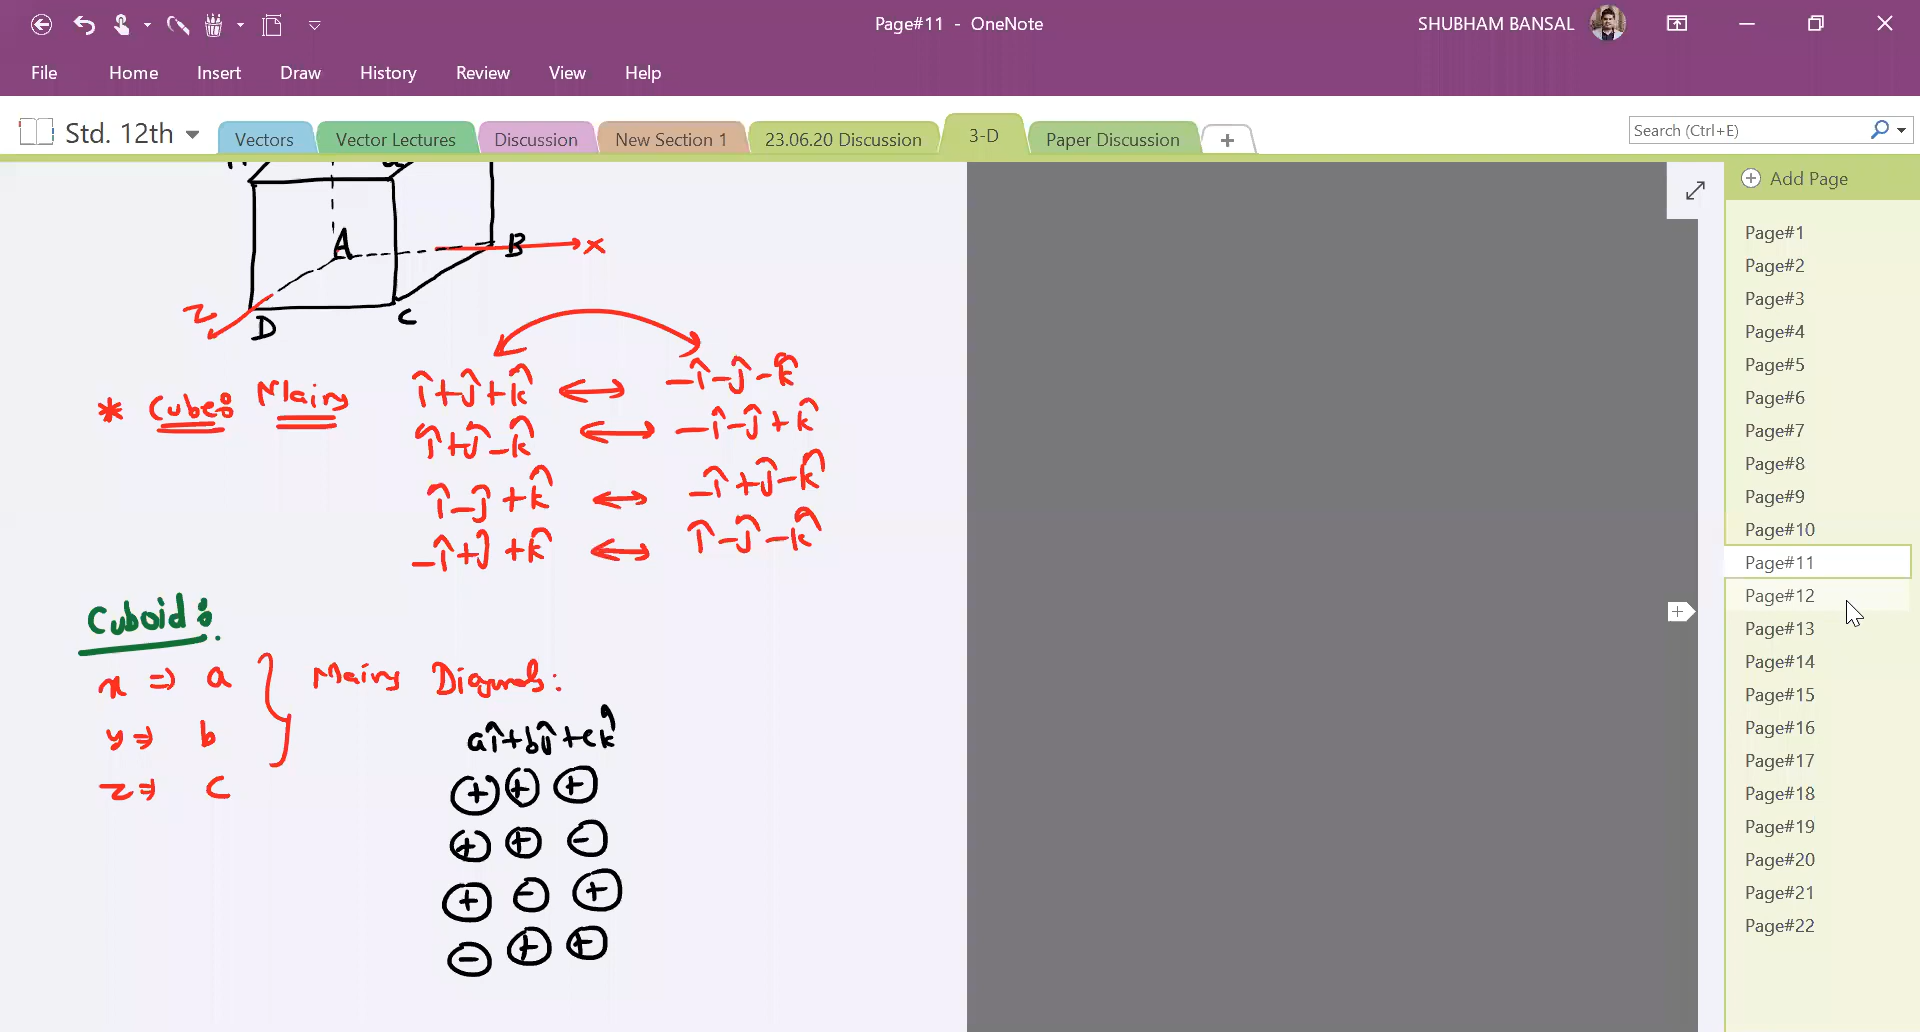 Page#11 - OneNote
SHUBHAM BANSAL
File Home Insert Draw History Review View Help
Std. 12th
Vectors
Vector Lectures
Discussion
New Section 1
23.06.20 Discussion
3-D
Paper Discussion
+
Search (Ctrl+E)
A
B
x
z
D
C
* Cube: Mains
î+ĵ+k̂ ↔ -î-ĵ-k̂
î+ĵ-k̂ ↔ -î-ĵ+k̂
î-ĵ+k̂ ↔ -î+ĵ-k̂
-î+ĵ+k̂ ↔ î-ĵ-k̂
Cuboid:
x ⇒ a
y ⇒ b
z ⇒ c
Mains Diagonals:
aî+bĵ+ck̂
+ + +
+ + -
+ - +
- + +
Add Page
Page#1
Page#2
Page#3
Page#4
Page#5
Page#6
Page#7
Page#8
Page#9
Page#10
Page#11
Page#12
Page#13
Page#14
Page#15
Page#16
Page#17
Page#18
Page#19
Page#20
Page#21
Page#22